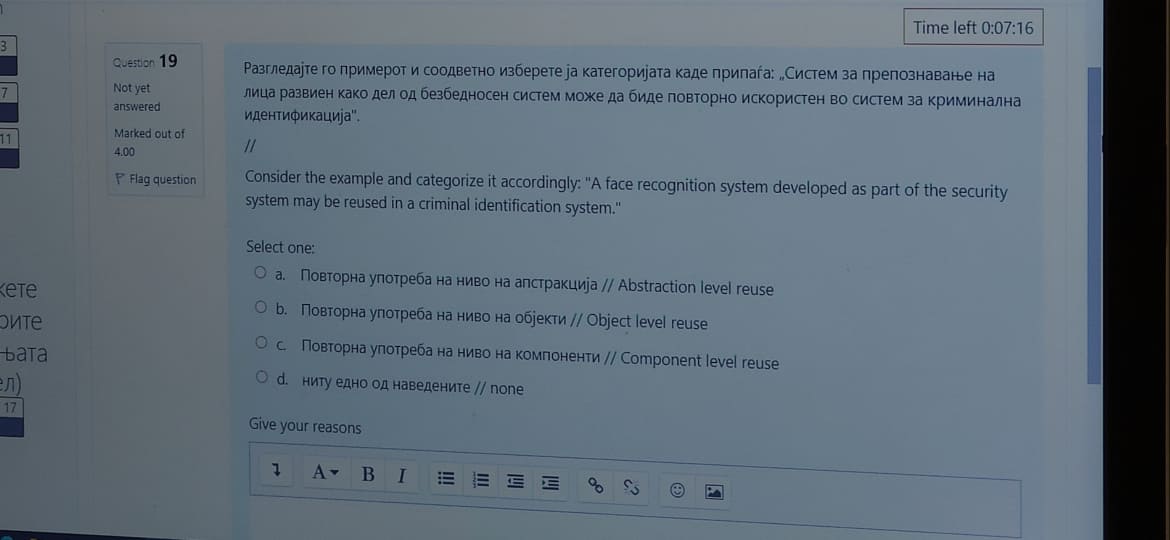 Time left 0:07:16
3
7
11
Question 19
Not yet
answered
Marked out of
4.00
Flag question
Разгледајте го примерот и соодветно изберете ја категоријата каде припаѓа: „Систем за препознавање на
лица развиен како дел од безбедносен систем може да биде повторно искористен во систем за криминална
идентификација".
//
Consider the example and categorize it accordingly: "A face recognition system developed as part of the security
system may be reused in a criminal identification system."
Select one:
a. Повторна употреба на ниво на апстракција // Abstraction level reuse
b. Повторна употреба на ниво на објекти // Object level reuse
c. Повторна употреба на ниво на компоненти // Component level reuse
d. ниту едно од наведените // none
17
Give your reasons
A B I